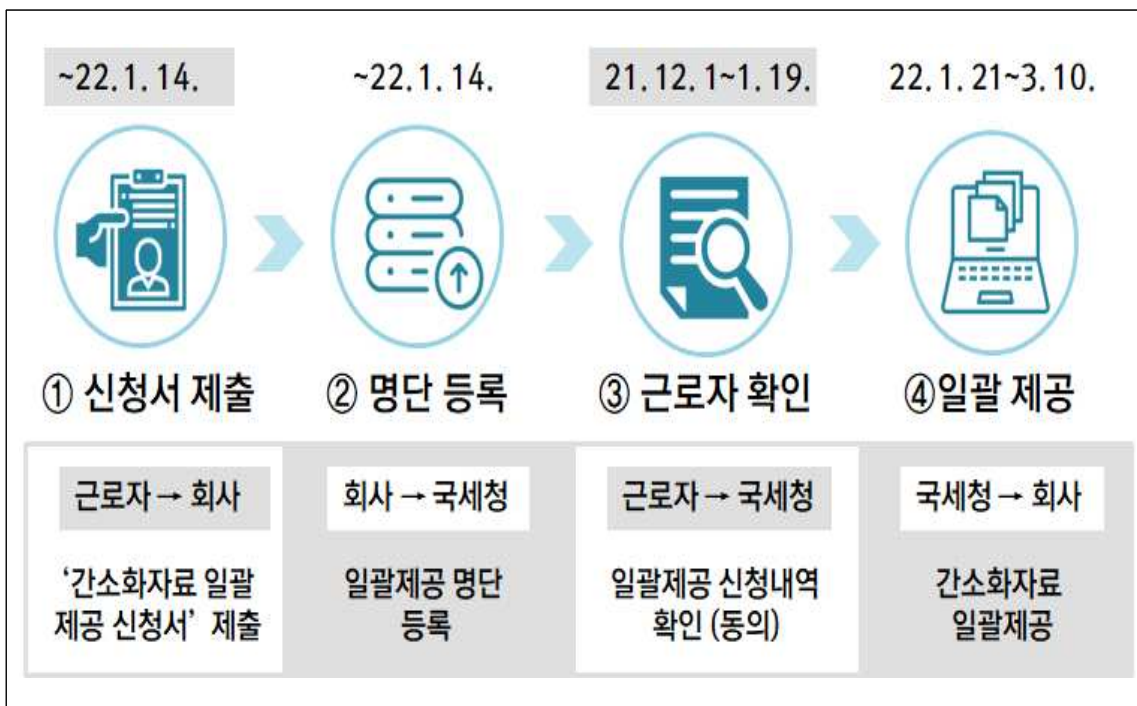 ~22. 1. 14.
~22. 1. 14.
21. 12. 1~1. 19.
22. 1. 21~3. 10.
① 신청서 제출
② 명단 등록
③ 근로자 확인
④일괄 제공
근로자 → 회사
회사 → 국세청
근로자 → 국세청
국세청 → 회사
‘간소화자료 일괄
제공 신청서’ 제출
일괄제공 명단
등록
일괄제공 신청내역
확인 (동의)
간소화자료
일괄제공